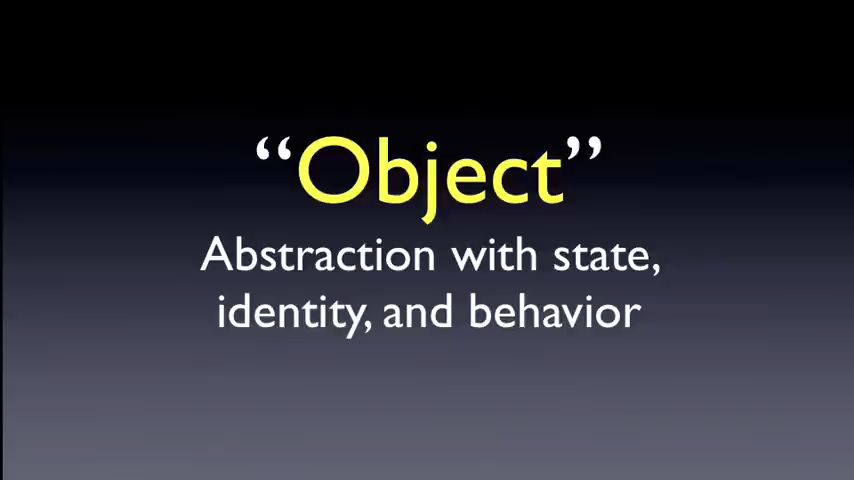 “Object”
Abstraction with state,
identity, and behavior